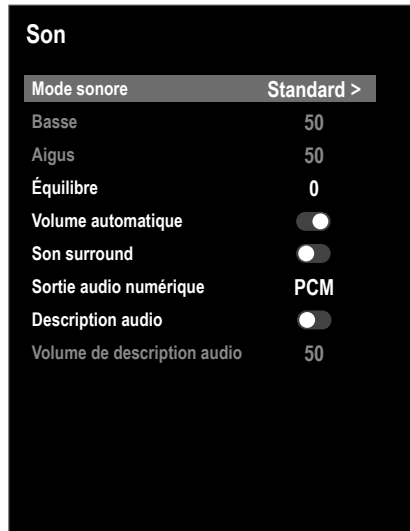 Son
Mode sonore Standard >
Basse 50
Aigus 50
Équilibre 0
Volume automatique
Son surround
Sortie audio numérique PCM
Description audio
Volume de description audio 50